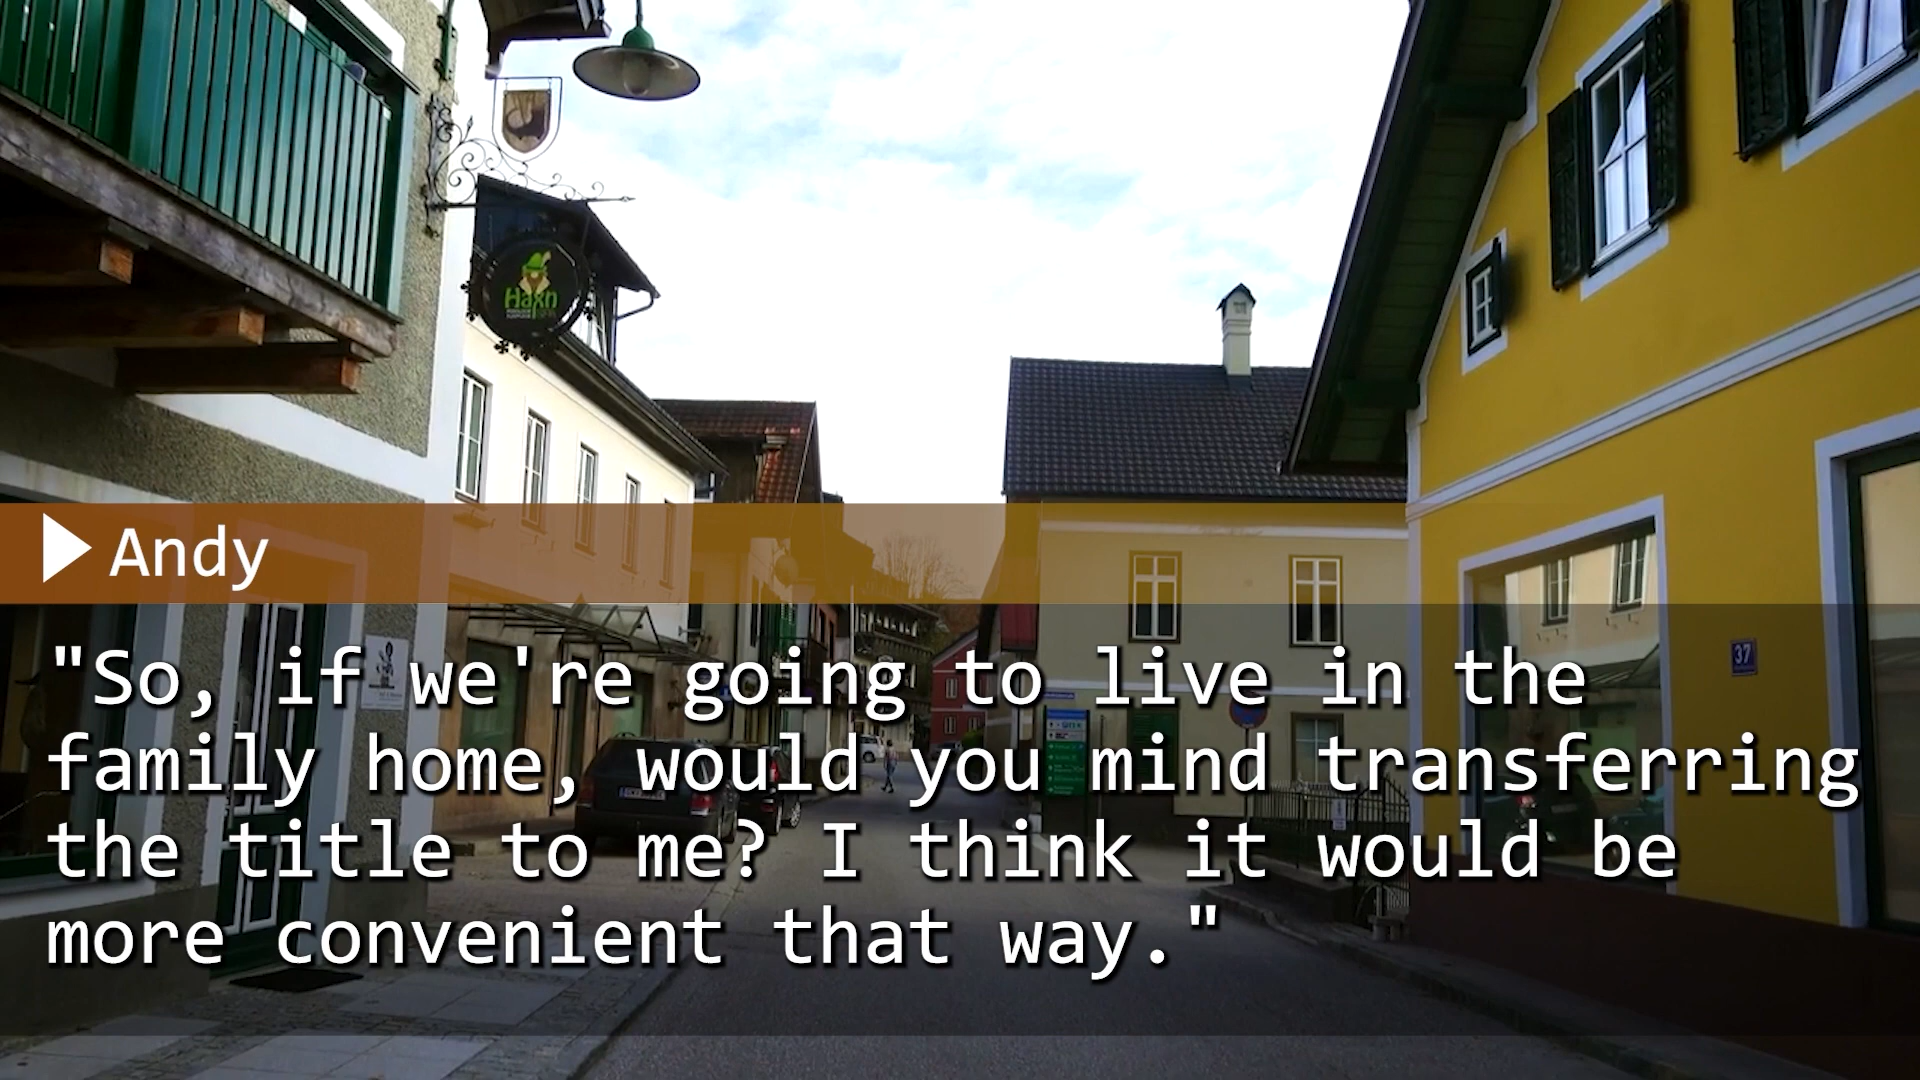 Haxn
Andy
"So, if we're going to live in the
family home, would you mind transferring
the title to me? I think it would be
more convenient that way."
37